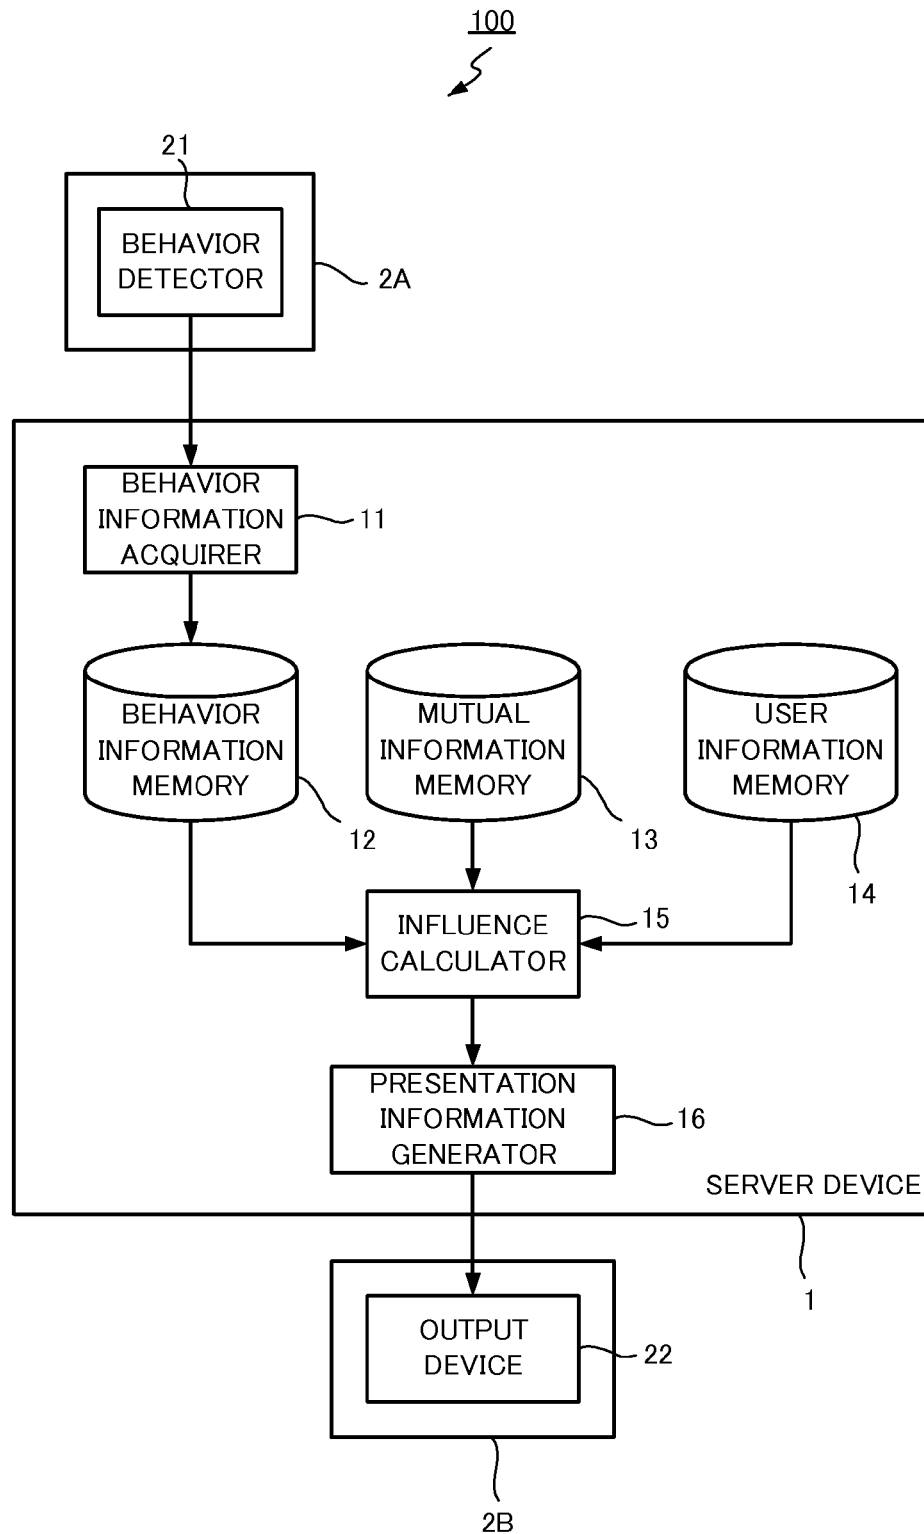 100
21
BEHAVIOR
DETECTOR
2A
BEHAVIOR
INFORMATION
ACQUIRER
11
BEHAVIOR
INFORMATION
MEMORY
12
MUTUAL
INFORMATION
MEMORY
13
USER
INFORMATION
MEMORY
14
INFLUENCE
CALCULATOR
15
PRESENTATION
INFORMATION
GENERATOR
16
SERVER DEVICE
1
OUTPUT
DEVICE
22
2B